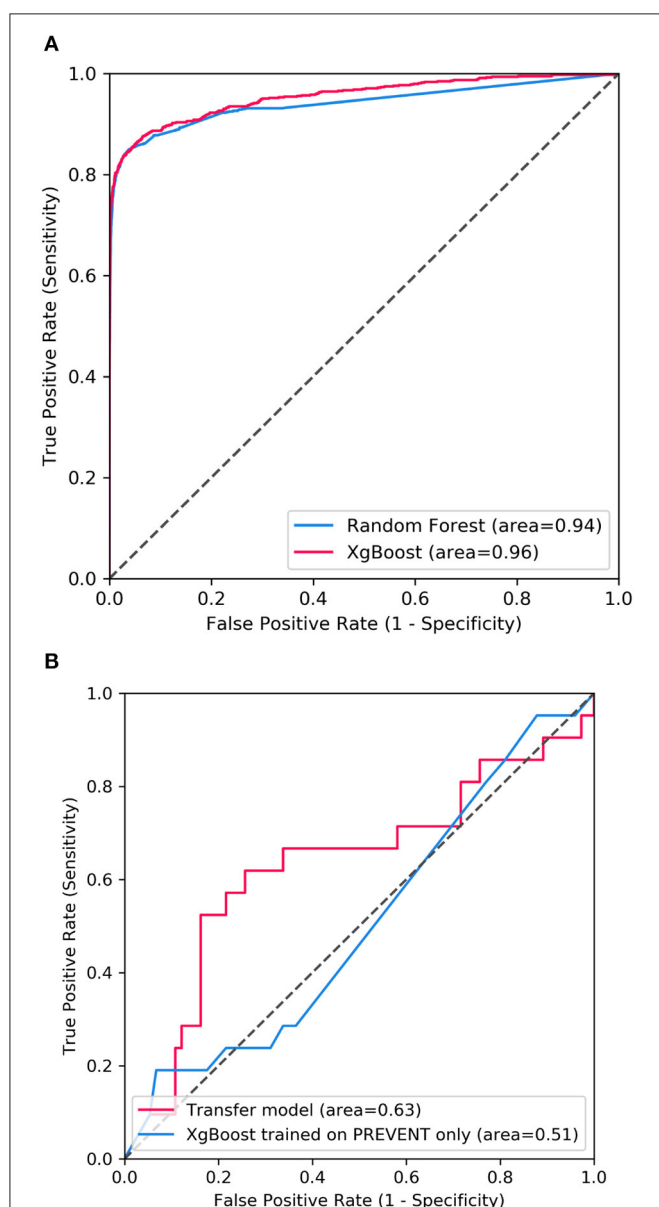 A
1.0
0.8
0.6
0.4
0.2
0.0
True Positive Rate (Sensitivity)
Random Forest (area=0.94)
XgBoost (area=0.96)
0.0 0.2 0.4 0.6 0.8 1.0
False Positive Rate (1 - Specificity)
B
1.0
0.8
0.6
0.4
0.2
0.0
True Positive Rate (Sensitivity)
Transfer model (area=0.63)
XgBoost trained on PREVENT only (area=0.51)
0.0 0.2 0.4 0.6 0.8 1.0
False Positive Rate (1 - Specificity)